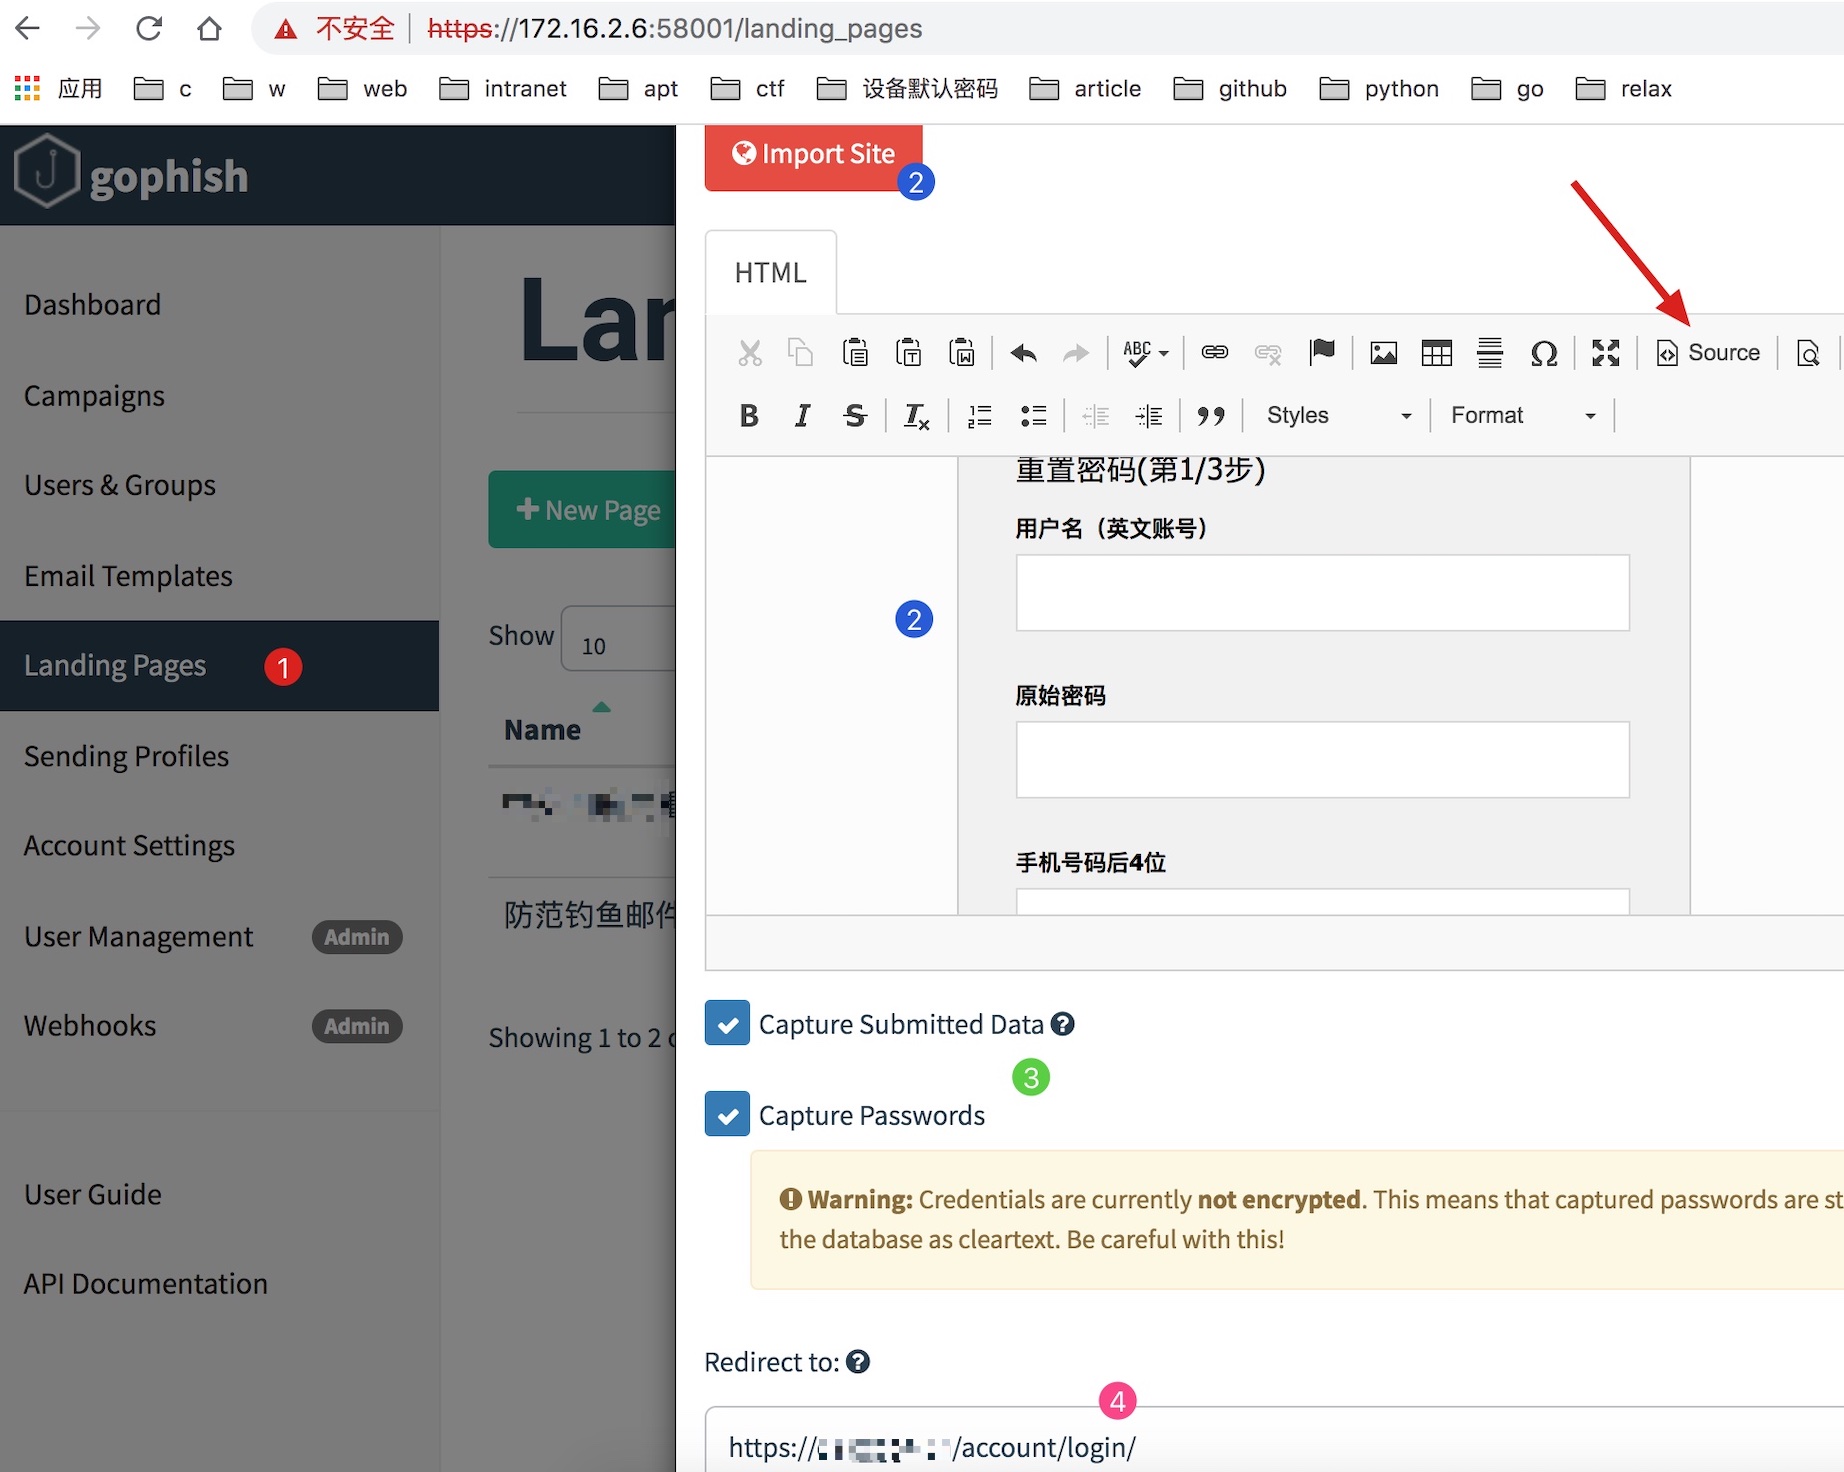 不安全 https://172.16.2.6:58001/landing_pages
应用 c w web intranet apt ctf 设备默认密码 article github python go relax
gophish
Dashboard
Campaigns
Users & Groups
Email Templates
Landing Pages 1
Sending Profiles
Account Settings
User Management Admin
Webhooks Admin
User Guide
API Documentation
Lan
New Page
Show 10
Name
防范钓鱼邮件
Showing 1 to 2
Import Site
2
HTML
ABC
Source
B I S Tx
Styles Format
重置密码(第1/3步)
用户名（英文账号）
2
原始密码
手机号码后4位
Capture Submitted Data
3
Capture Passwords
Warning: Credentials are currently not encrypted. This means that captured passwords are st
the database as cleartext. Be careful with this!
Redirect to:
4
https:// /account/login/